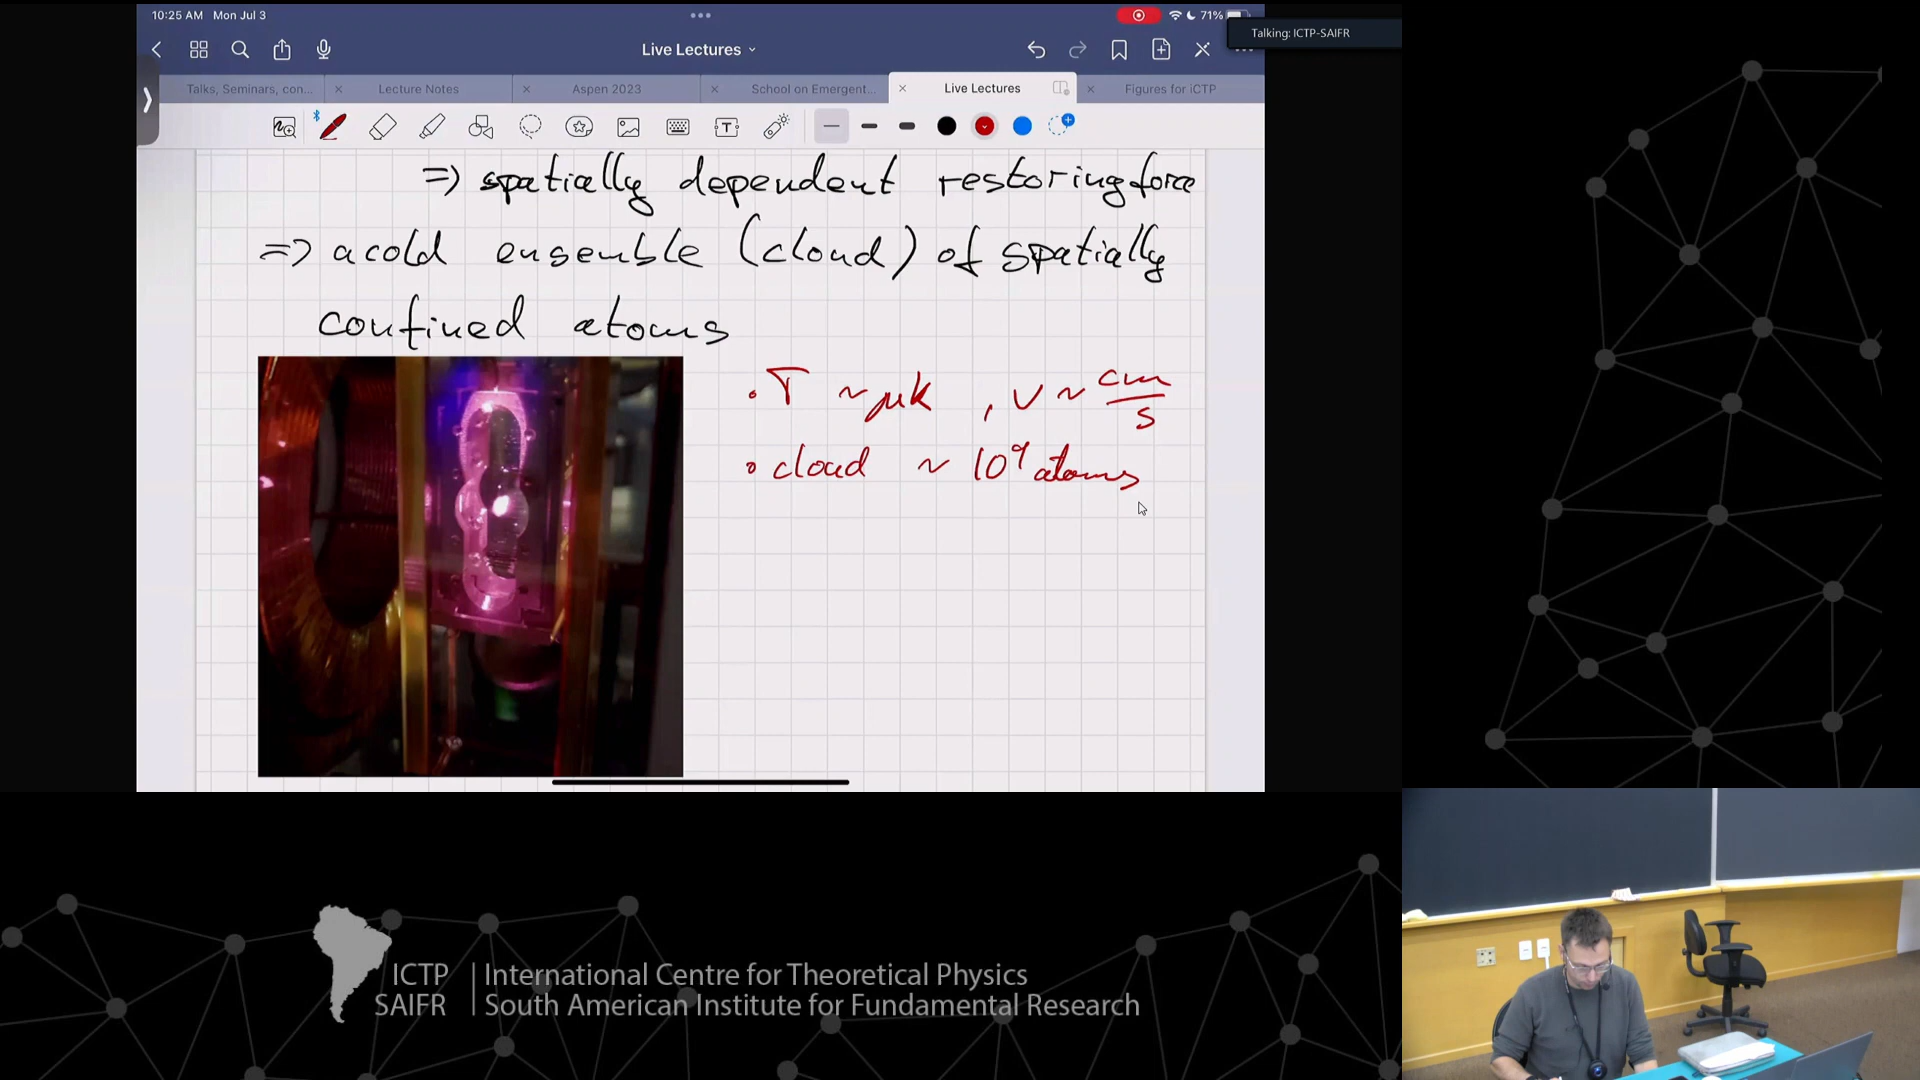 10:25 AM Mon Jul 3
71%
Talking: ICTP-SAIFR
Live Lectures
Talks, Seminars, con...
Lecture Notes
Aspen 2023
School on Emergent...
Live Lectures
Figures for iCTP
=> spatially dependent restoring force
=> a cold ensemble (cloud) of spatially
confined atoms
• T ~ μK , v ~ cm/s
• cloud ~ 10⁹ atoms
ICTP | International Centre for Theoretical Physics
SAIFR | South American Institute for Fundamental Research